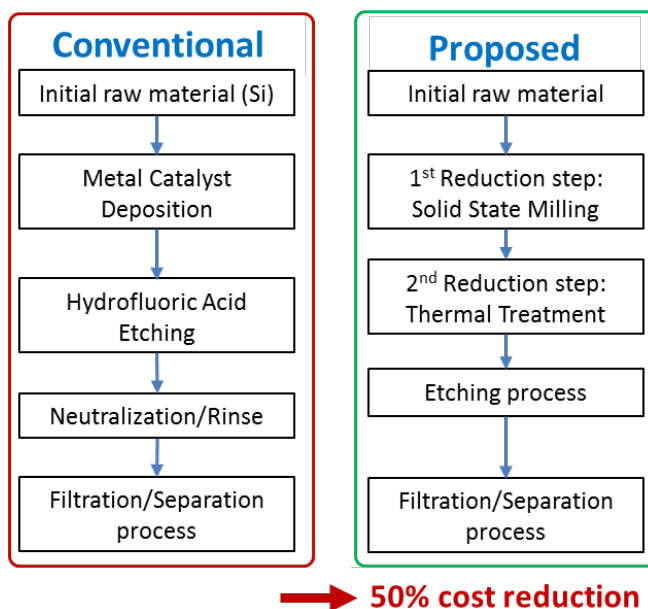 Conventional
Initial raw material (Si)
Metal Catalyst
Deposition
Hydrofluoric Acid
Etching
Neutralization/Rinse
Filtration/Separation
process
Proposed
Initial raw material
1st Reduction step:
Solid State Milling
2nd Reduction step:
Thermal Treatment
Etching process
Filtration/Separation
process
50% cost reduction